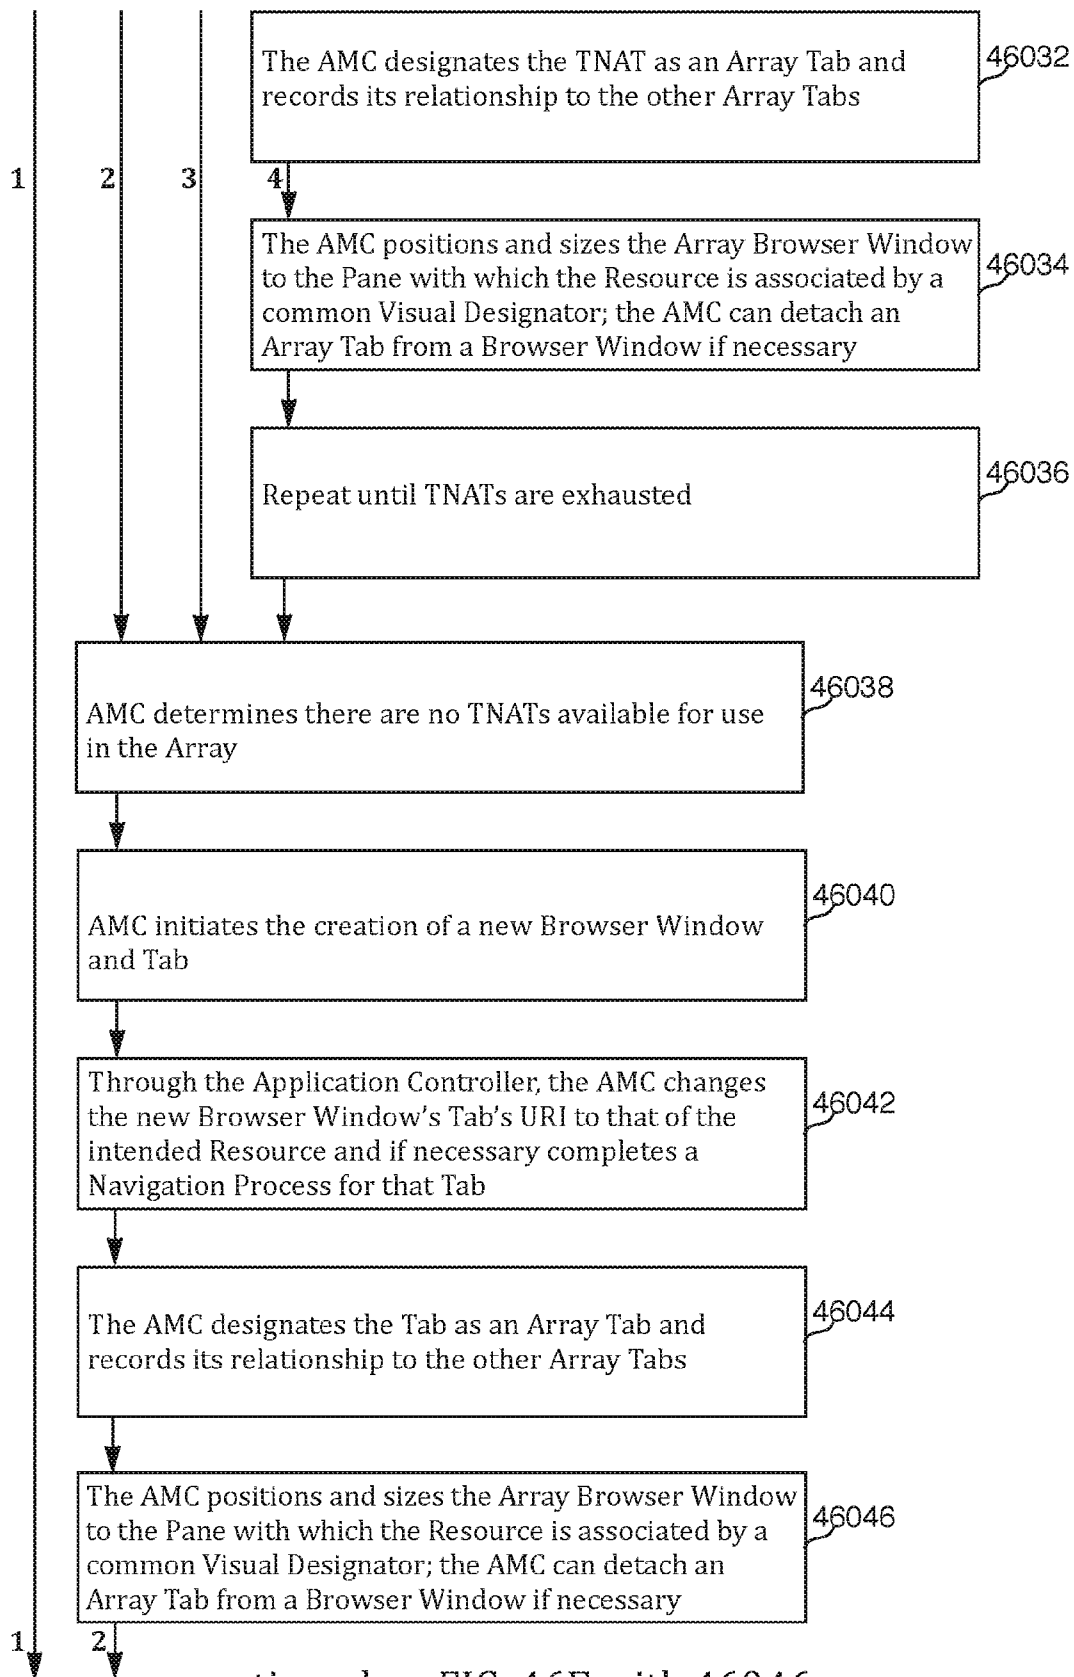 The AMC designates the TNAT as an Array Tab and
records its relationship to the other Array Tabs
46032
1
2
3
4
The AMC positions and sizes the Array Browser Window
to the Pane with which the Resource is associated by a
common Visual Designator; the AMC can detach an
Array Tab from a Browser Window if necessary
46034
Repeat until TNATs are exhausted
46036
AMC determines there are no TNATs available for use
in the Array
46038
AMC initiates the creation of a new Browser Window
and Tab
46040
Through the Application Controller, the AMC changes
the new Browser Window's Tab's URI to that of the
intended Resource and if necessary completes a
Navigation Process for that Tab
46042
The AMC designates the Tab as an Array Tab and
records its relationship to the other Array Tabs
46044
The AMC positions and sizes the Array Browser Window
to the Pane with which the Resource is associated by a
common Visual Designator; the AMC can detach an
Array Tab from a Browser Window if necessary
46046
1
2